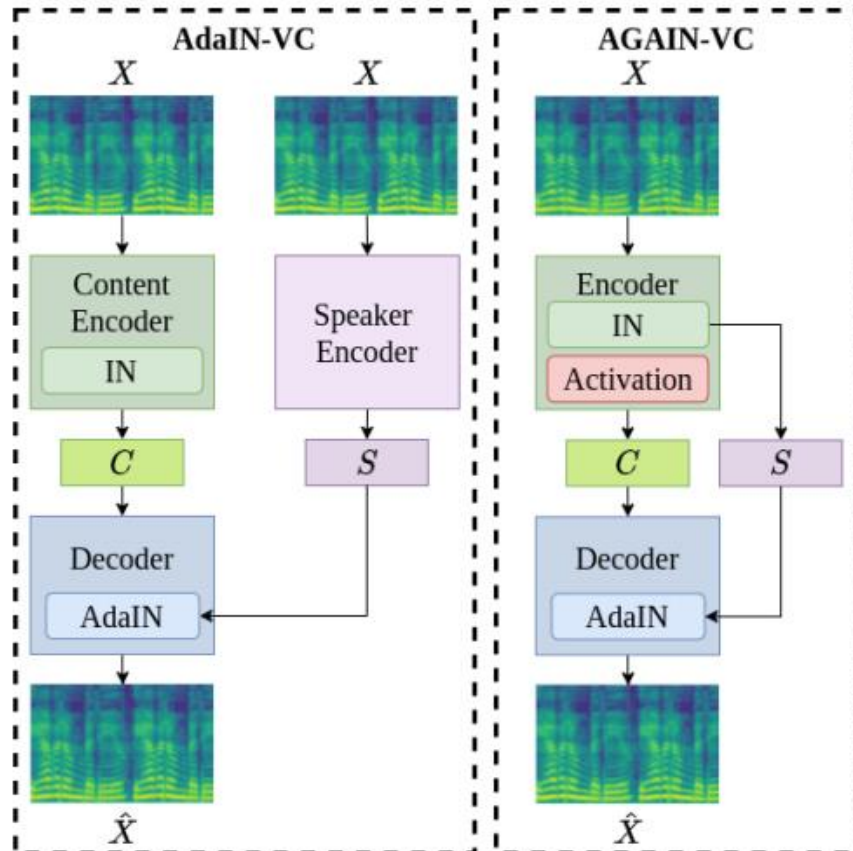 AdaIN-VC
X
X
Content
Encoder
IN
Speaker
Encoder
C
S
Decoder
AdaIN
X̂
AGAIN-VC
X
Encoder
IN
Activation
C
S
Decoder
AdaIN
X̂